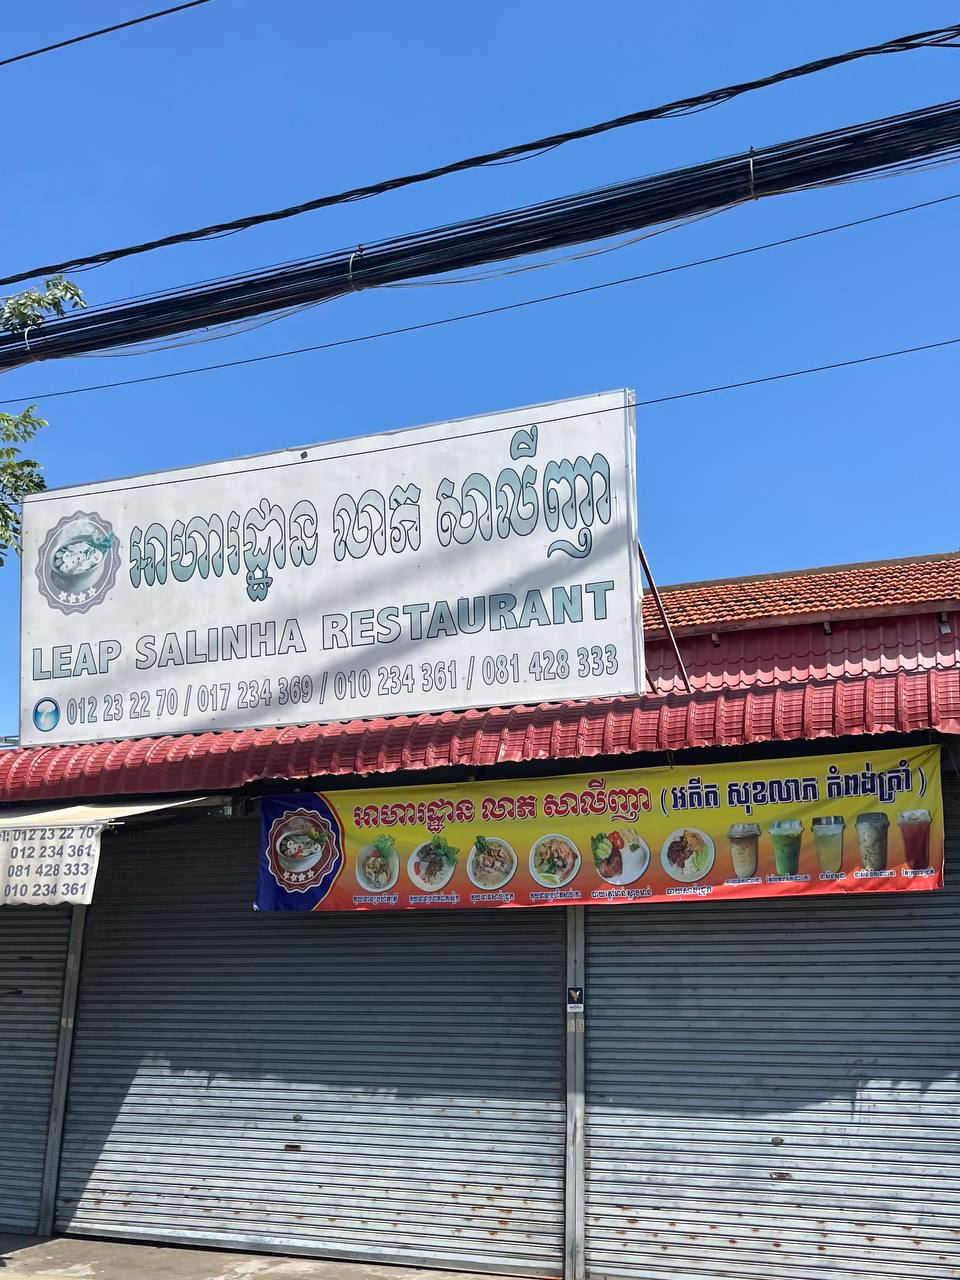 អាហារដ្ឋាន លាភ សាលីញ៉ា
LEAP SALINHA RESTAURANT
012 23 22 70 / 017 234 369 / 010 234 361 / 081 428 333
អាហារដ្ឋាន លាភ សាលីញ៉ា (អតីត សុខលាភ កំពង់ត្រាំ)
012 23 22 70
012 234 361
081 428 333
010 234 361